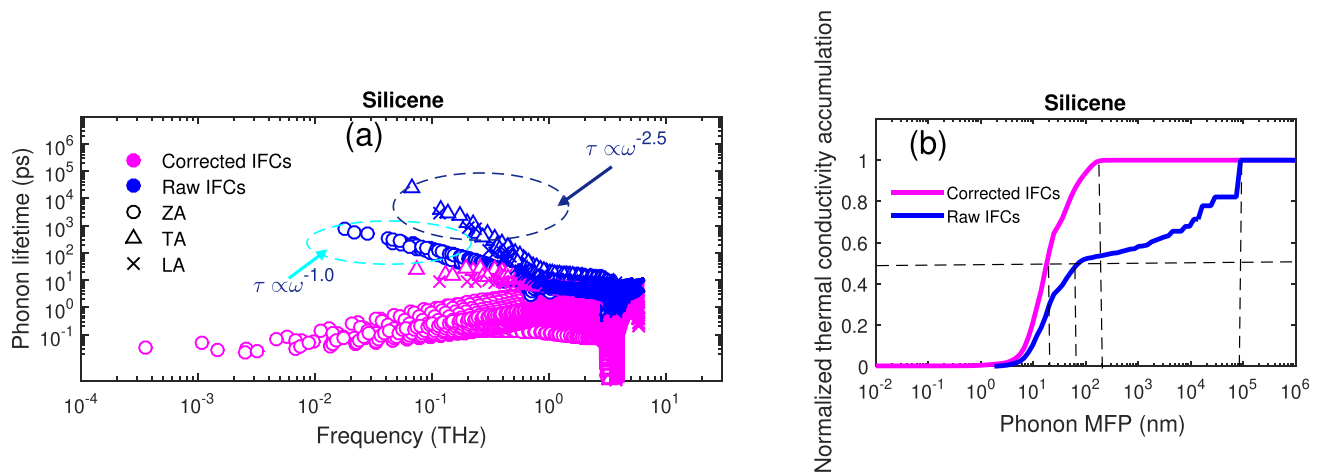 Silicene
(a)
Phonon lifetime (ps)
10^6
10^5
10^4
10^3
10^2
10^1
10^0
10^-1
Corrected IFCs
Raw IFCs
ZA
TA
LA
τ ∝ω^-2.5
τ ∝ω^-1.0
10^-4 10^-3 10^-2 10^-1 10^0 10^1
Frequency (THz)
Silicene
(b)
Normalized thermal conductivity accumulation
1
0.8
0.6
0.4
0.2
0
Corrected IFCs
Raw IFCs
10^-2 10^-1 10^0 10^1 10^2 10^3 10^4 10^5 10^6
Phonon MFP (nm)